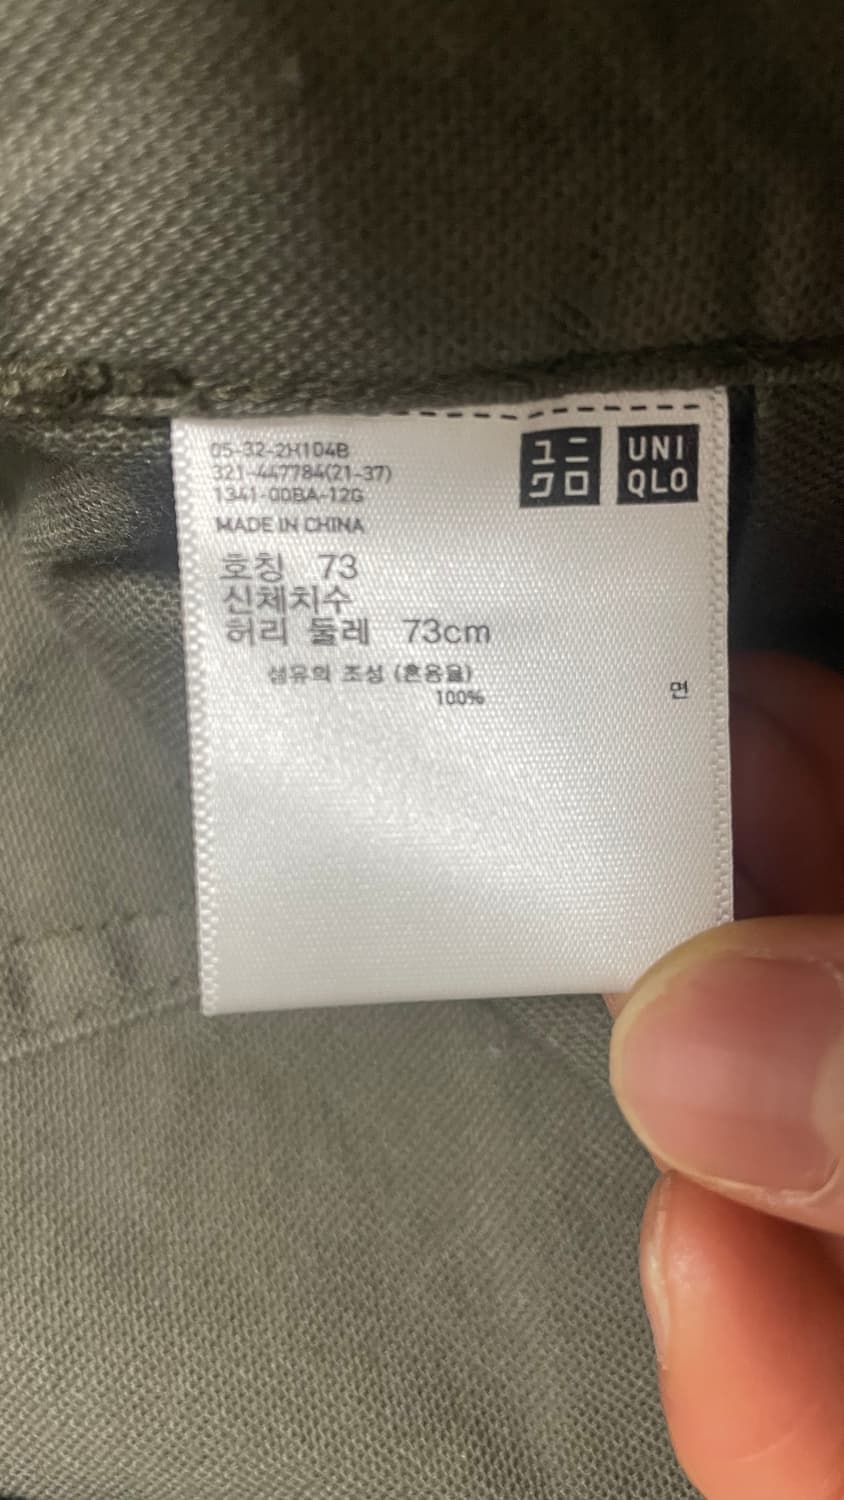 05-32-2H104B
321-447784(21-37)
1341-00BA-12G
MADE IN CHINA
ユニ
クロ
UNI
QLO
호칭 73
신체치수
허리 둘레 73cm
섬유의 조성 (혼용율)
면
100%